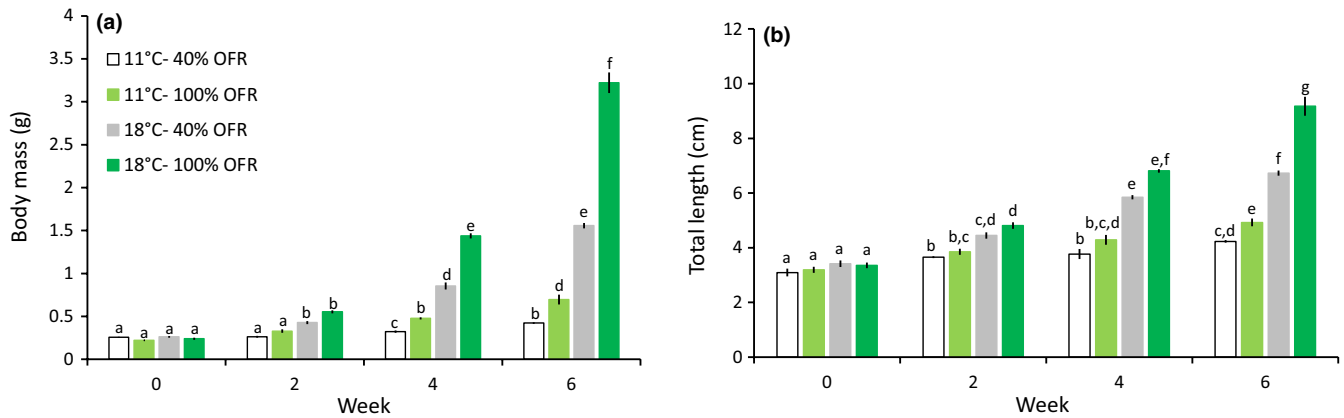 (a)
Body mass (g)
4
3.5
3
2.5
2
1.5
1
0.5
0
11°C- 40% OFR
11°C- 100% OFR
18°C- 40% OFR
18°C- 100% OFR
a a a a
a a b b
c b d e
b d e f
0 2 4 6
Week
(b)
Total length (cm)
12
10
8
6
4
2
0
a a a a
b b,c c,d d
b b,c,d e e,f
c,d e f g
0 2 4 6
Week